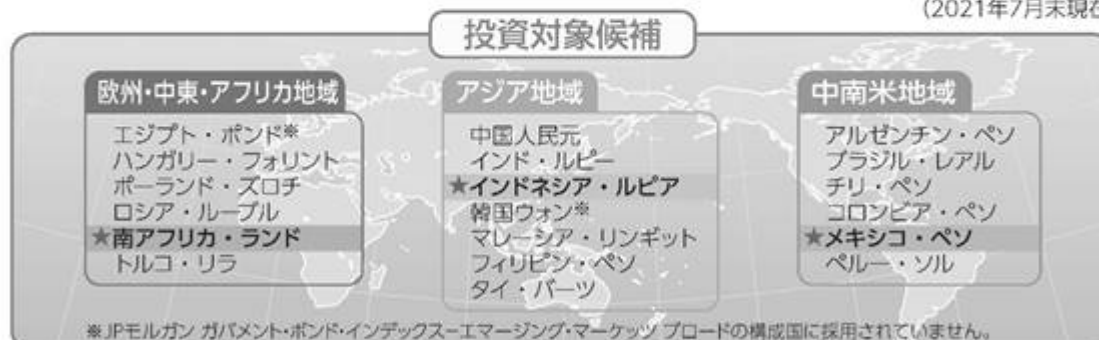 (2021年7月末現在
投資対象候補
欧州・中東・アフリカ地域
エジプト・ポンド※
ハンガリー・フォリント
ポーランド・ズロチ
ロシア・ルーブル
★南アフリカ・ランド
トルコ・リラ
アジア地域
中国人民元
インド・ルピー
★インドネシア・ルピア
韓国ウォン※
マレーシア・リンギット
フィリピン・ペソ
タイ・バーツ
中南米地域
アルゼンチン・ペソ
ブラジル・レアル
チリ・ペソ
コロンビア・ペソ
★メキシコ・ペソ
ペルー・ソル
※JPモルガン ガバメント・ボンド・インデックス－エマージング・マーケッツ ブロードの構成国に採用されていません。